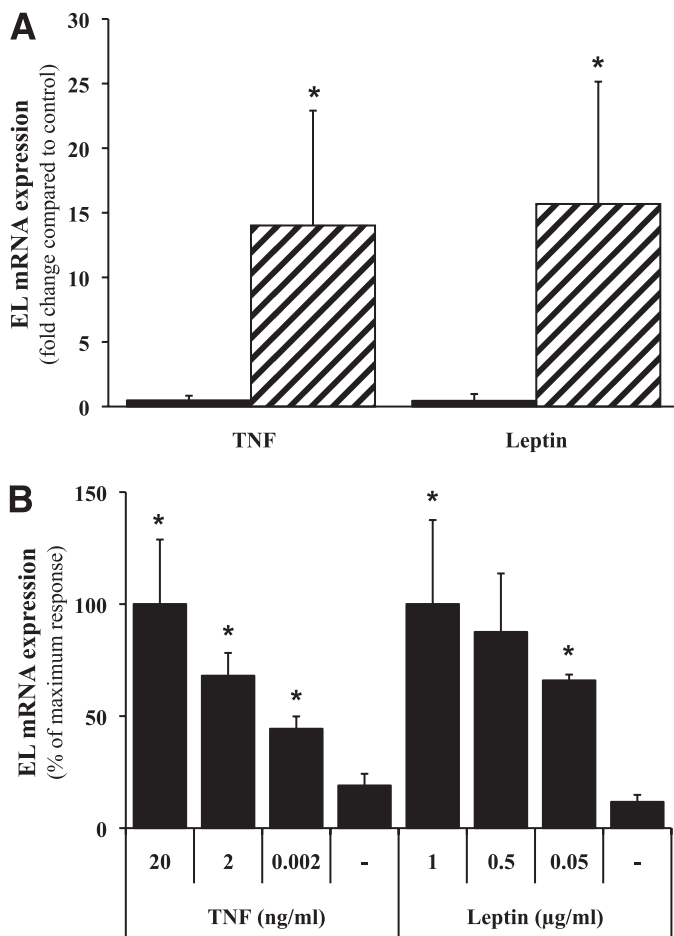 A
EL mRNA expression
(fold change compared to control)
30
25
20
15
10
5
0
*
*
TNF
Leptin
B
EL mRNA expression
(% of maximum response)
150
100
50
0
*
*
*
*
*
20 2 0.002 - 1 0.5 0.05 -
TNF (ng/ml) Leptin (µg/ml)